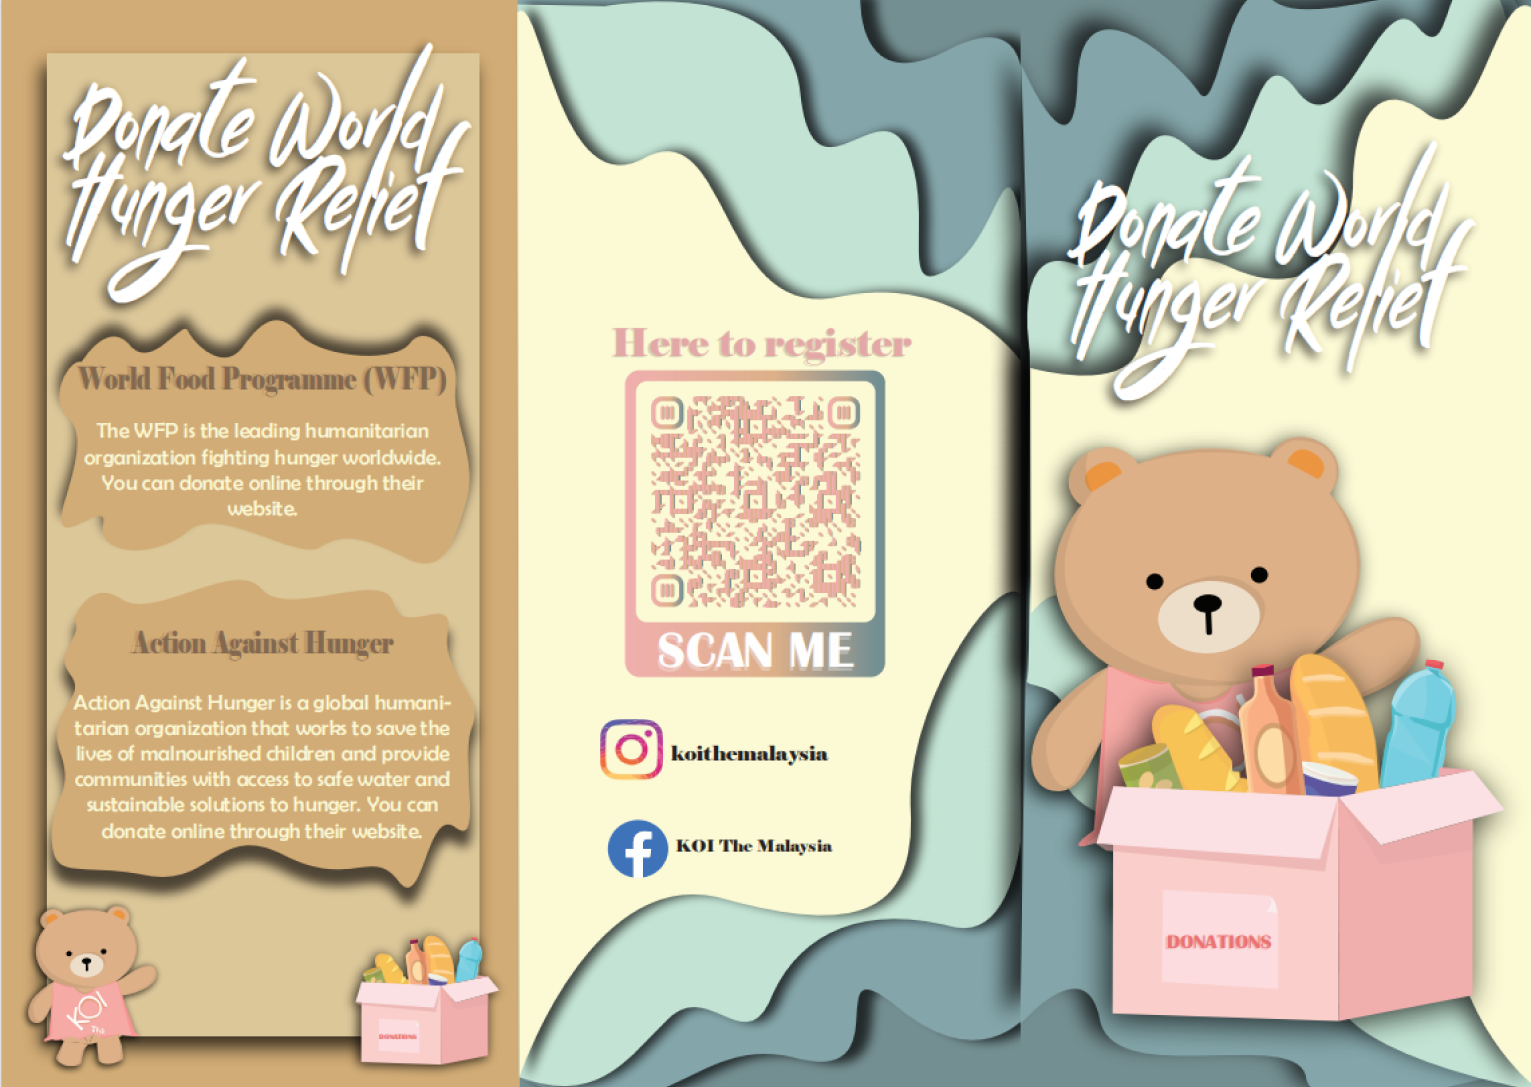 Donate World
Hunger Relief
World Food Programme (WFP)
The WFP is the leading humanitarian
organization fighting hunger worldwide.
You can donate online through their
website.
Action Against Hunger
Action Against Hunger is a global humani-
tarian organization that works to save the
lives of malnourished children and provide
communities with access to safe water and
sustainable solutions to hunger. You can
donate online through their website.
KOI
The
DONATIONS
Here to register
SCAN ME
koithemalaysia
KOI The Malaysia
Donate World
Hunger Relief
DONATIONS